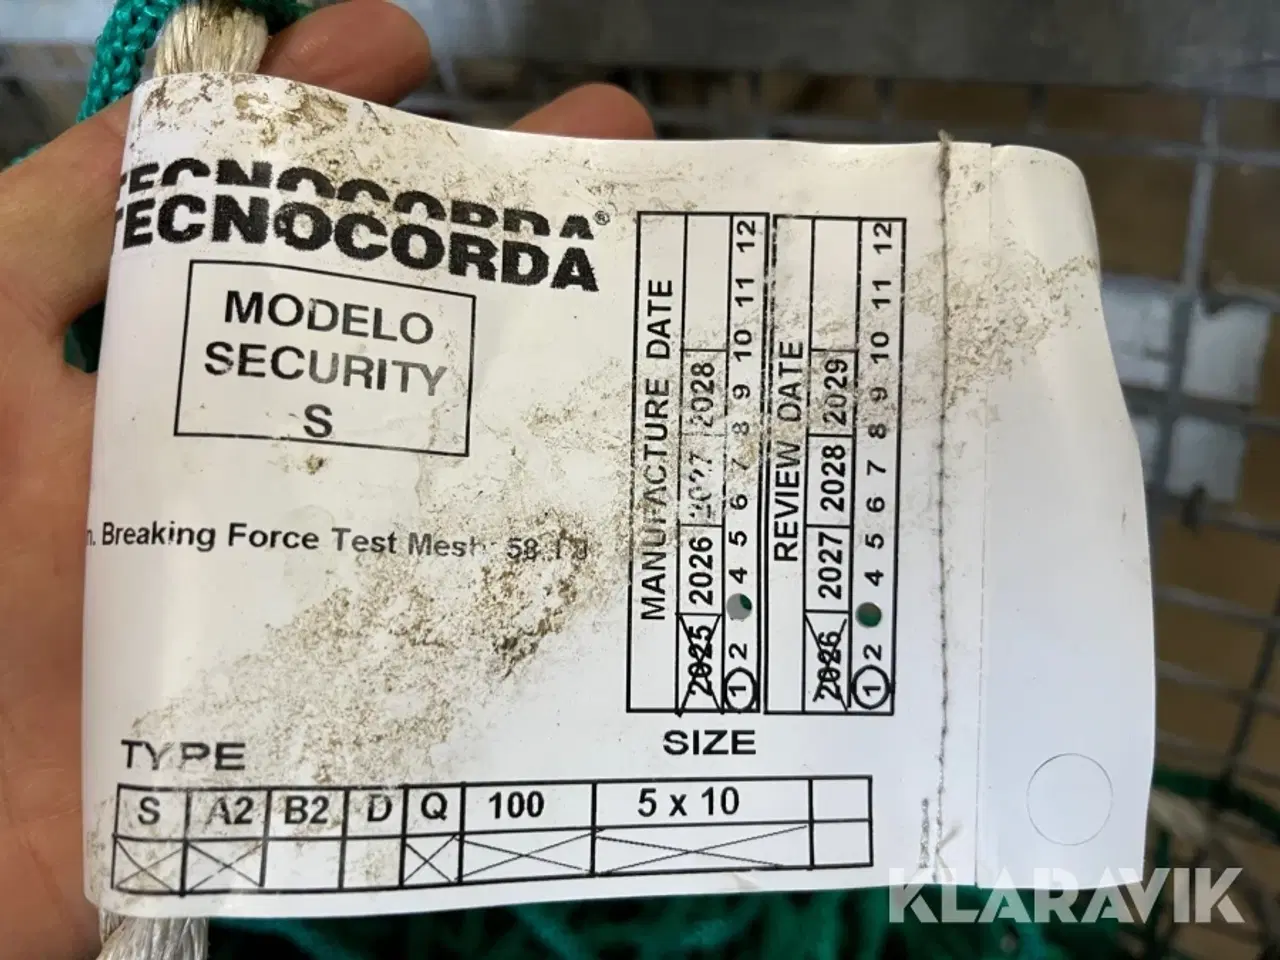 TECNOCORDA®
TECNOCORDA
MODELO
SECURITY
S
Breaking Force Test Mesh: 58.
TYPE
S A2 B2 D Q 100 5 x 10
SIZE
MANUFACTURE DATE
2025 2026 2027 2028
1 2 4 5 6 7 8 9 10 11 12
REVIEW DATE
2026 2027 2028 2029
1 2 4 5 6 7 8 9 10 11 12
KLARAVIK